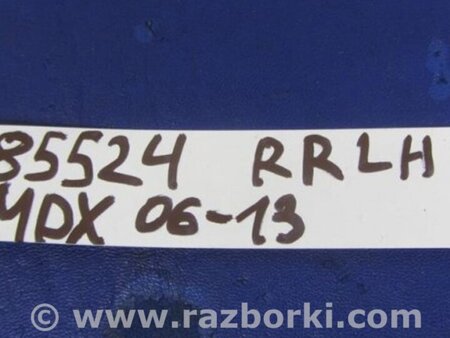 85524 RRLH
MDX 06-13
© www.razborki.com